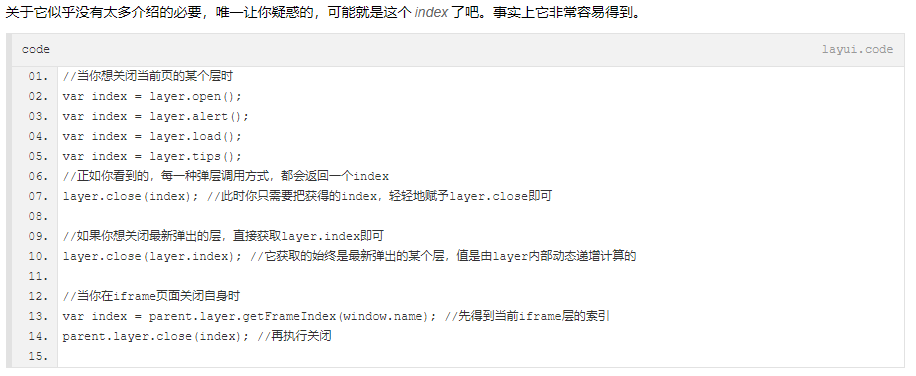 关于它似乎没有太多介绍的必要，唯一让你疑惑的，可能就是这个 index 了吧。事实上它非常容易得到。
code layui.code
01. //当你想关闭当前页的某个层时
02. var index = layer.open();
03. var index = layer.alert();
04. var index = layer.load();
05. var index = layer.tips();
06. //正如你看到的，每一种弹层调用方式，都会返回一个index
07. layer.close(index); //此时你只需要把获得的index，轻轻地赋予layer.close即可
08.
09. //如果你想关闭最新弹出的层，直接获取layer.index即可
10. layer.close(layer.index); //它获取的始终是最新弹出的某个层，值是由layer内部动态递增计算的
11.
12. //当你在iframe页面关闭自身时
13. var index = parent.layer.getFrameIndex(window.name); //先得到当前iframe层的索引
14. parent.layer.close(index); //再执行关闭
15.